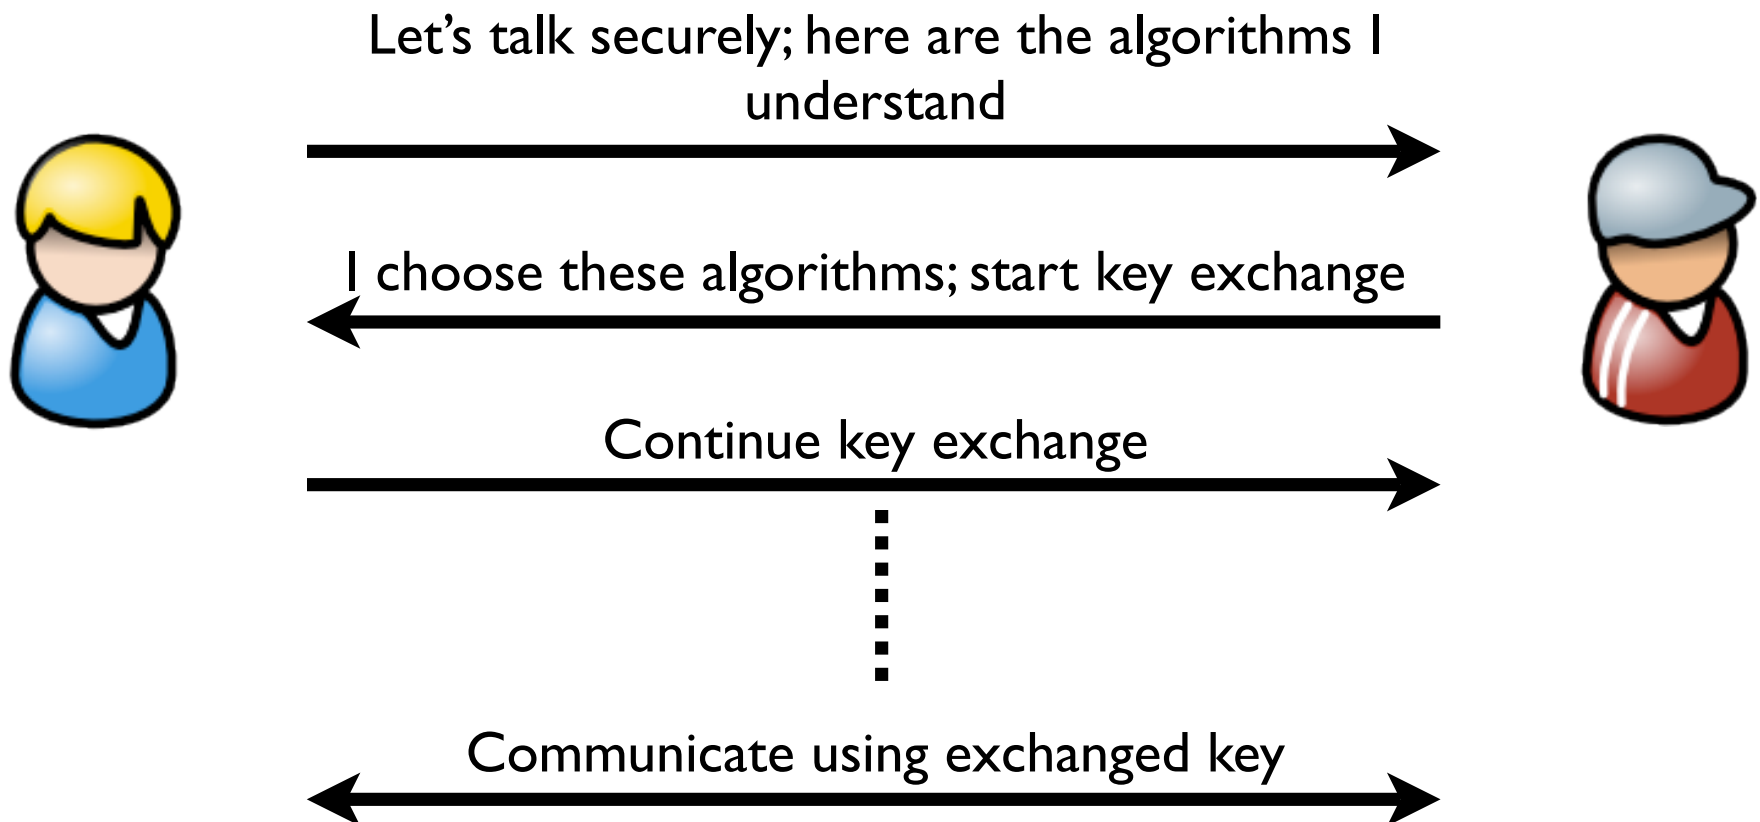 Let's talk securely; here are the algorithms I
understand
I choose these algorithms; start key exchange
Continue key exchange
Communicate using exchanged key